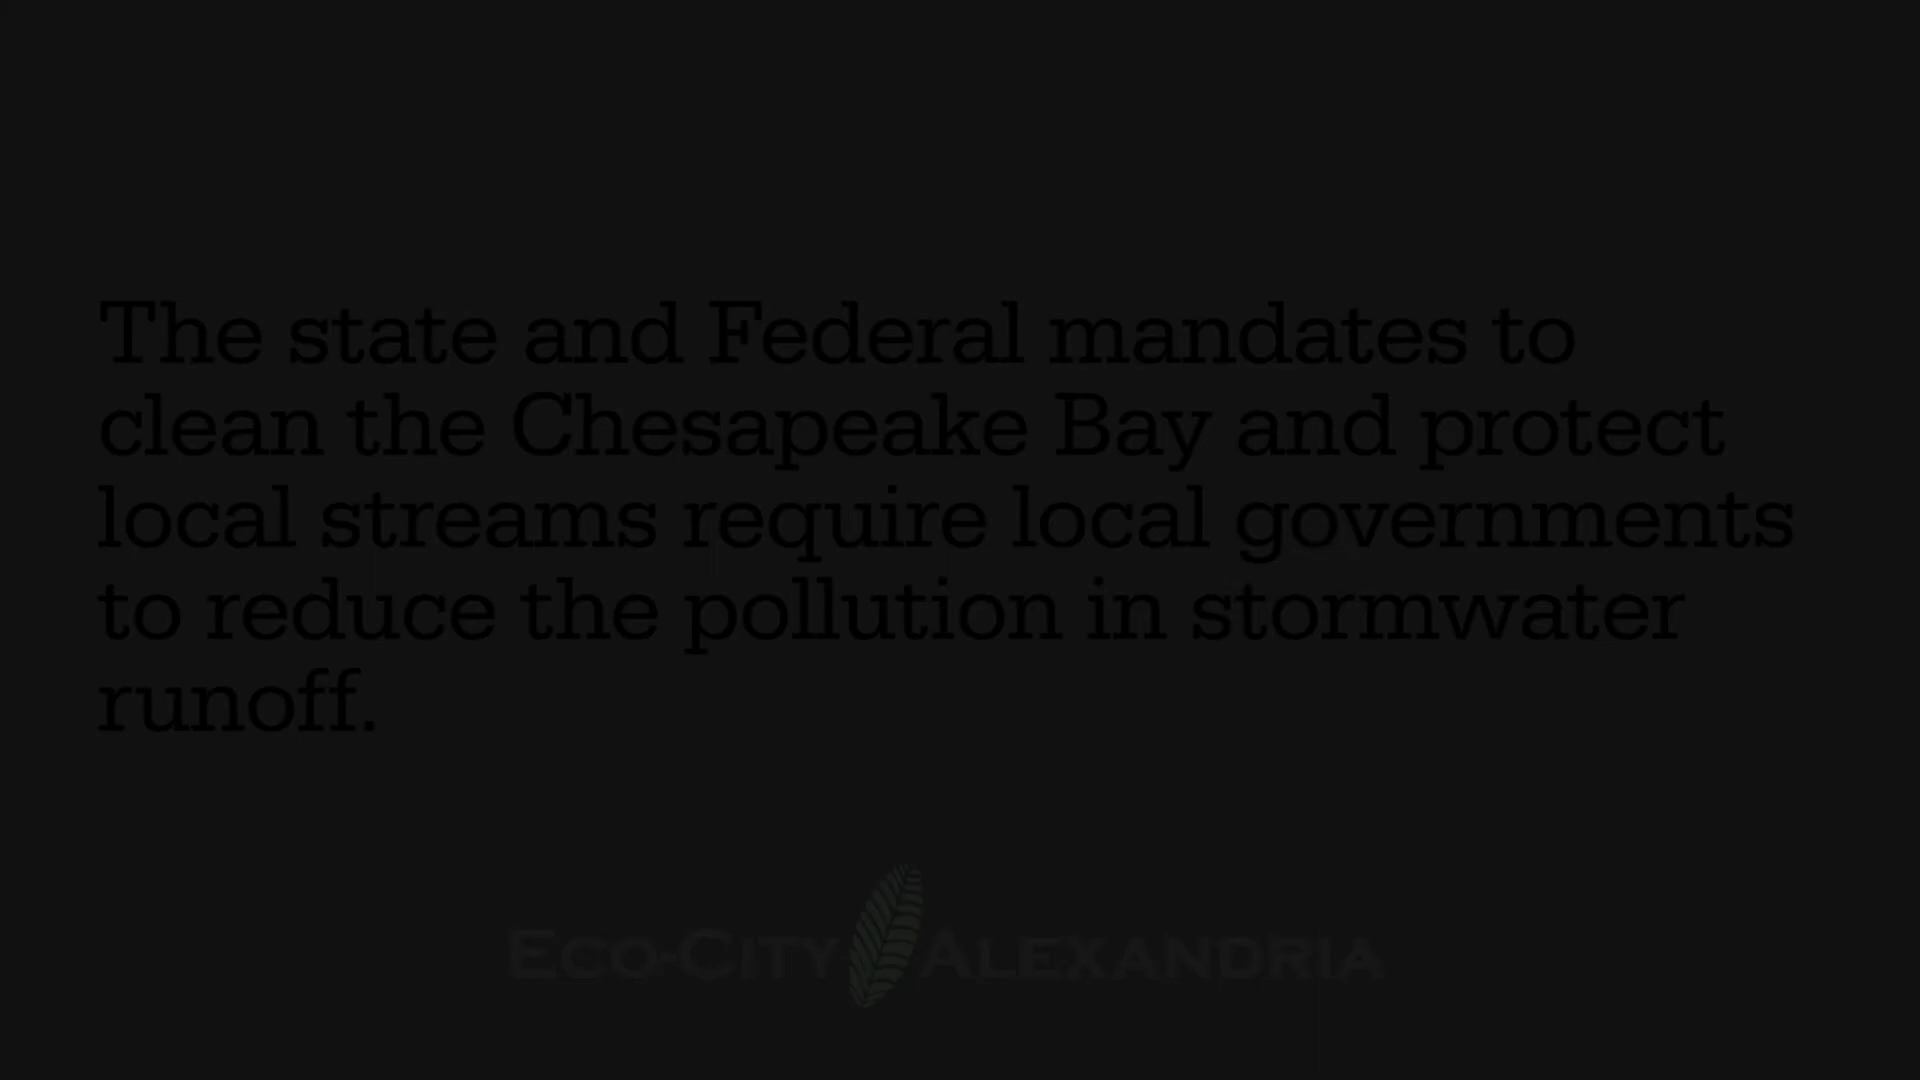 The state and Federal mandates to
clean the Chesapeake Bay and protect
local streams require local governments
to reduce the pollution in stormwater
runoff.
ECO-CITY ALEXANDRIA